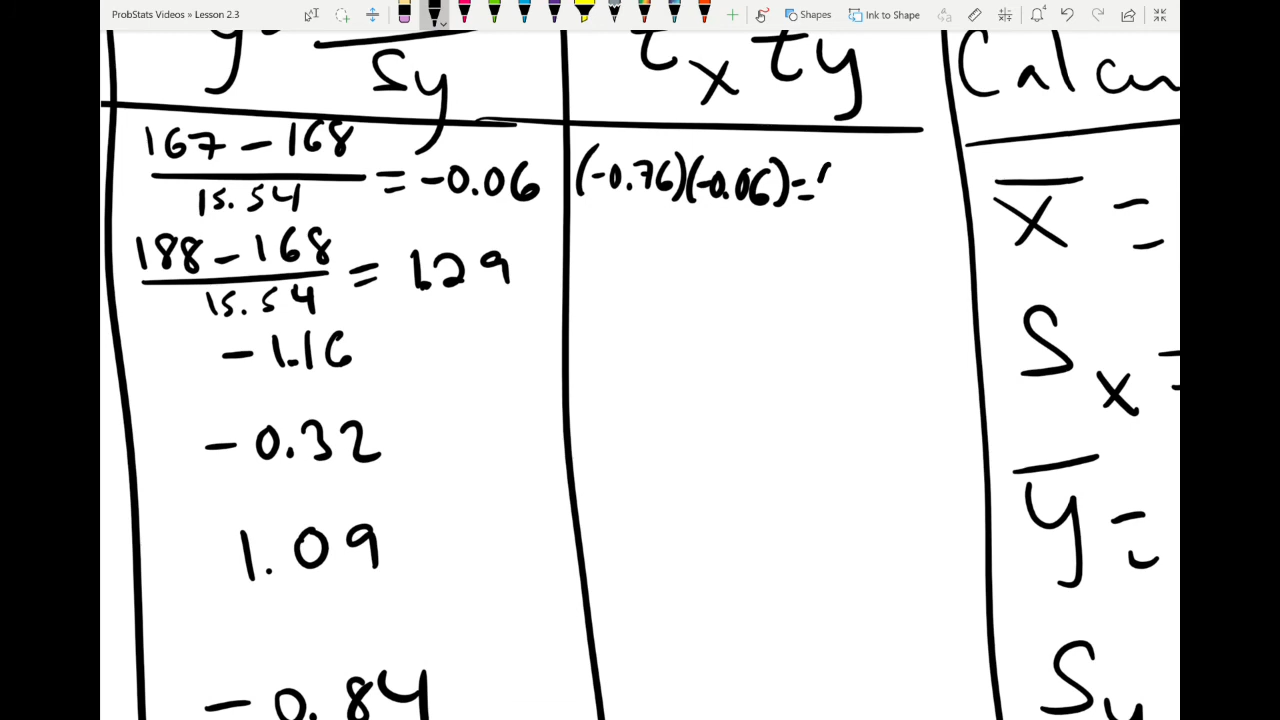 ProbStats Videos » Lesson 2.3
Shapes
Ink to Shape
4
Sy
x y
Calcu
167 - 168
15.54
= -0.06
(-0.76)(-0.06)=
188 - 168
15.54
= 1.29
-1.16
-0.32
1.09
-0.84
x̄ =
Sx =
ȳ =
Sy